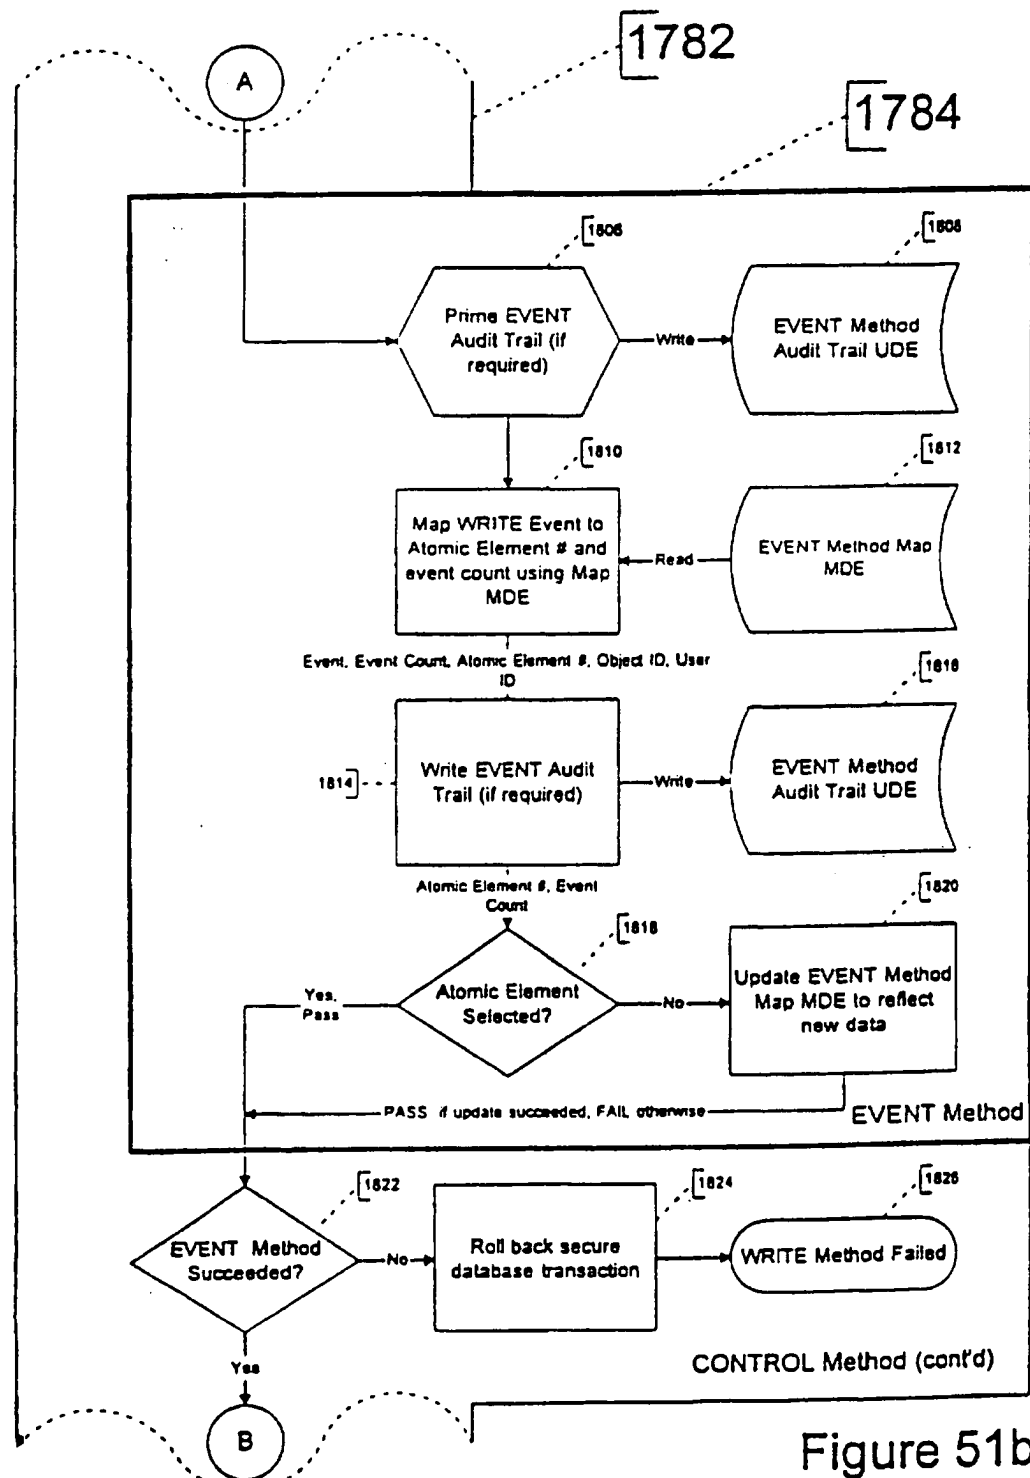 1782
A
1784
1806
1808
Prime EVENT
Audit Trail (if
required)
Write
EVENT Method
Audit Trail UDE
1810
1812
Map WRITE Event to
Atomic Element # and
event count using Map
MDE
Read
EVENT Method Map
MDE
Event, Event Count, Atomic Element #, Object ID, User
ID
1816
1814
Write EVENT Audit
Trail (if required)
Write
EVENT Method
Audit Trail UDE
Atomic Element #, Event
Count
1818
1820
Yes,
Pass
Atomic Element
Selected?
No
Update EVENT Method
Map MDE to reflect
new data
PASS if update succeeded, FAIL otherwise
EVENT Method
1822
1824
1826
EVENT Method
Succeeded?
No
Roll back secure
database transaction
WRITE Method Failed
Yes
CONTROL Method (cont'd)
B
Figure 51b